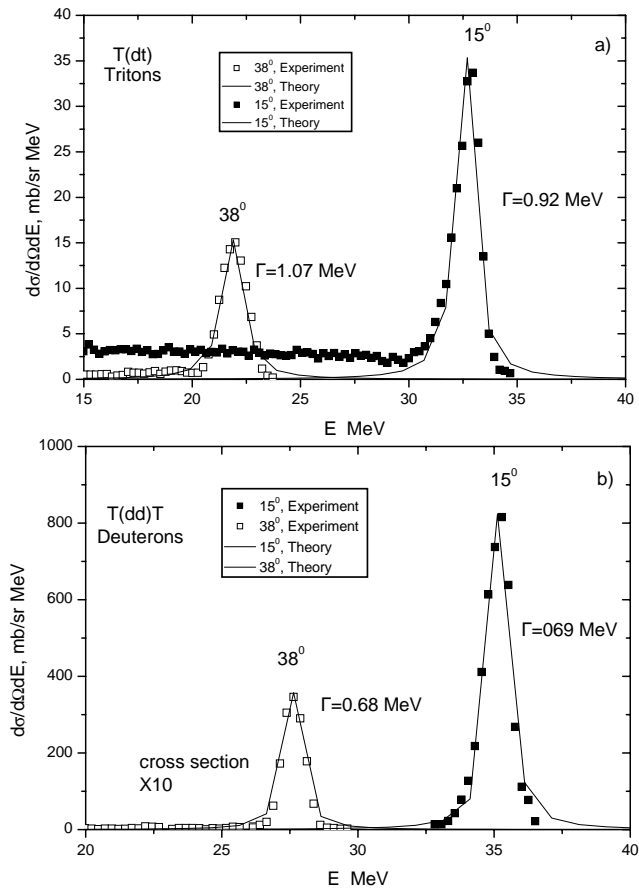 T(dt)
Tritons
38⁰, Experiment
38⁰, Theory
15⁰, Experiment
15⁰, Theory
15⁰
a)
38⁰
Γ=1.07 MeV
Γ=0.92 MeV
dσ/dΩdE, mb/sr MeV
40
35
30
25
20
15
10
5
0
15 20 25 30 35 40
E MeV
T(dd)T
Deuterons
15⁰, Experiment
38⁰, Experiment
15⁰, Theory
38⁰, Theory
15⁰
b)
38⁰
Γ=0.68 MeV
Γ=069 MeV
cross section
X10
dσ/dΩdE, mb/sr MeV
1000
800
600
400
200
0
20 25 30 35 40
E MeV